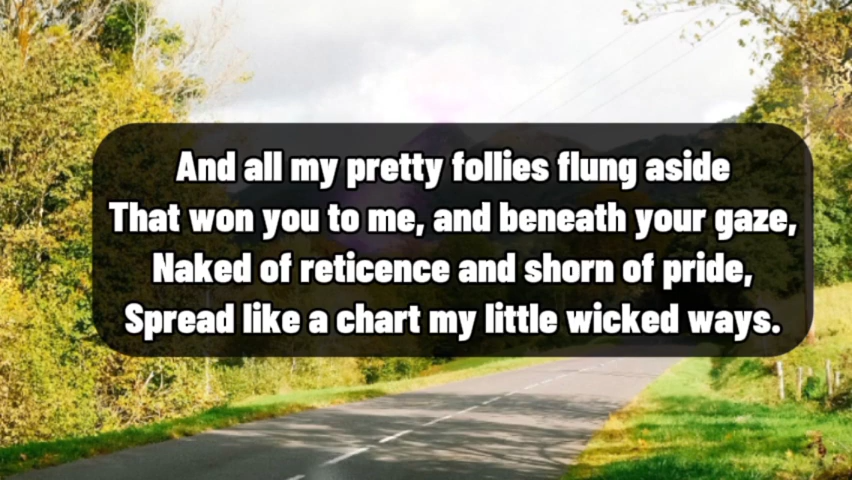 And all my pretty follies flung aside
That won you to me, and beneath your gaze,
Naked of reticence and shorn of pride,
Spread like a chart my little wicked ways.